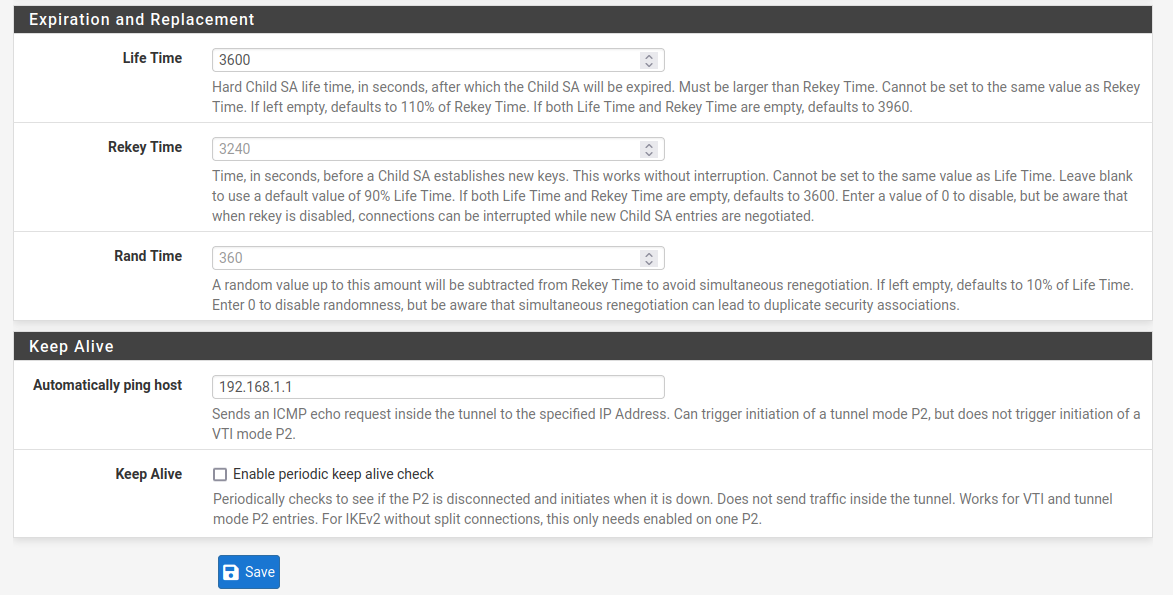 Expiration and Replacement
Life Time
3600
Hard Child SA life time, in seconds, after which the Child SA will be expired. Must be larger than Rekey Time. Cannot be set to the same value as Rekey
Time. If left empty, defaults to 110% of Rekey Time. If both Life Time and Rekey Time are empty, defaults to 3960.
Rekey Time
3240
Time, in seconds, before a Child SA establishes new keys. This works without interruption. Cannot be set to the same value as Life Time. Leave blank
to use a default value of 90% Life Time. If both Life Time and Rekey Time are empty, defaults to 3600. Enter a value of 0 to disable, but be aware that
when rekey is disabled, connections can be interrupted while new Child SA entries are negotiated.
Rand Time
360
A random value up to this amount will be subtracted from Rekey Time to avoid simultaneous renegotiation. If left empty, defaults to 10% of Life Time.
Enter 0 to disable randomness, but be aware that simultaneous renegotiation can lead to duplicate security associations.
Keep Alive
Automatically ping host
192.168.1.1
Sends an ICMP echo request inside the tunnel to the specified IP Address. Can trigger initiation of a tunnel mode P2, but does not trigger initiation of a
VTI mode P2.
Keep Alive
Enable periodic keep alive check
Periodically checks to see if the P2 is disconnected and initiates when it is down. Does not send traffic inside the tunnel. Works for VTI and tunnel
mode P2 entries. For IKEv2 without split connections, this only needs enabled on one P2.
Save